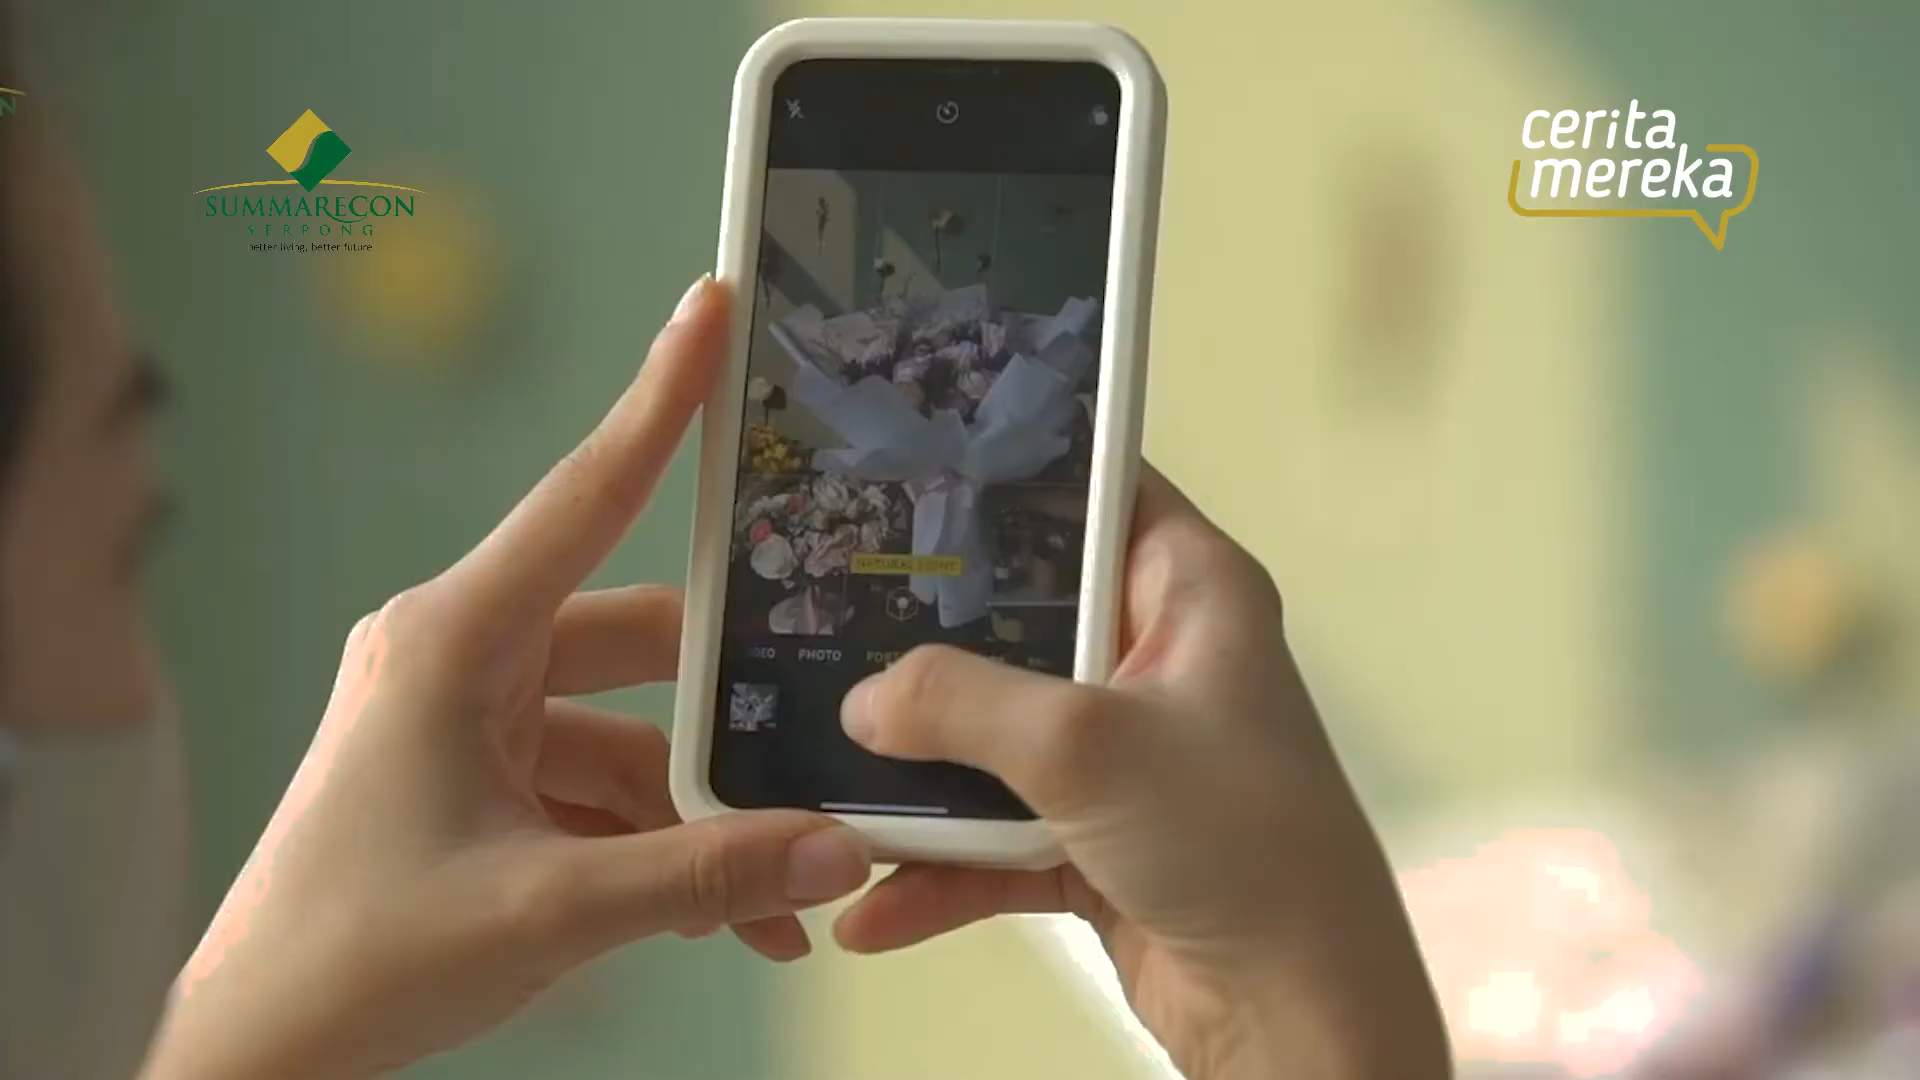 SUMMARECON
SERPONG
better living, better future
cerita
mereka
NATURAL LIGHT
PHOTO